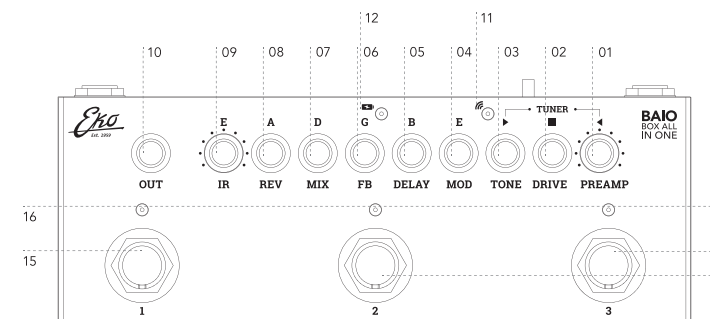 12 11
10 09 08 07 06 05 04 03 02 01
Eko
Est. 1959
E A D G B E TUNER
BAIO
BOX ALL
IN ONE
OUT IR REV MIX FB DELAY MOD TONE DRIVE PREAMP
16
15
1 2 3